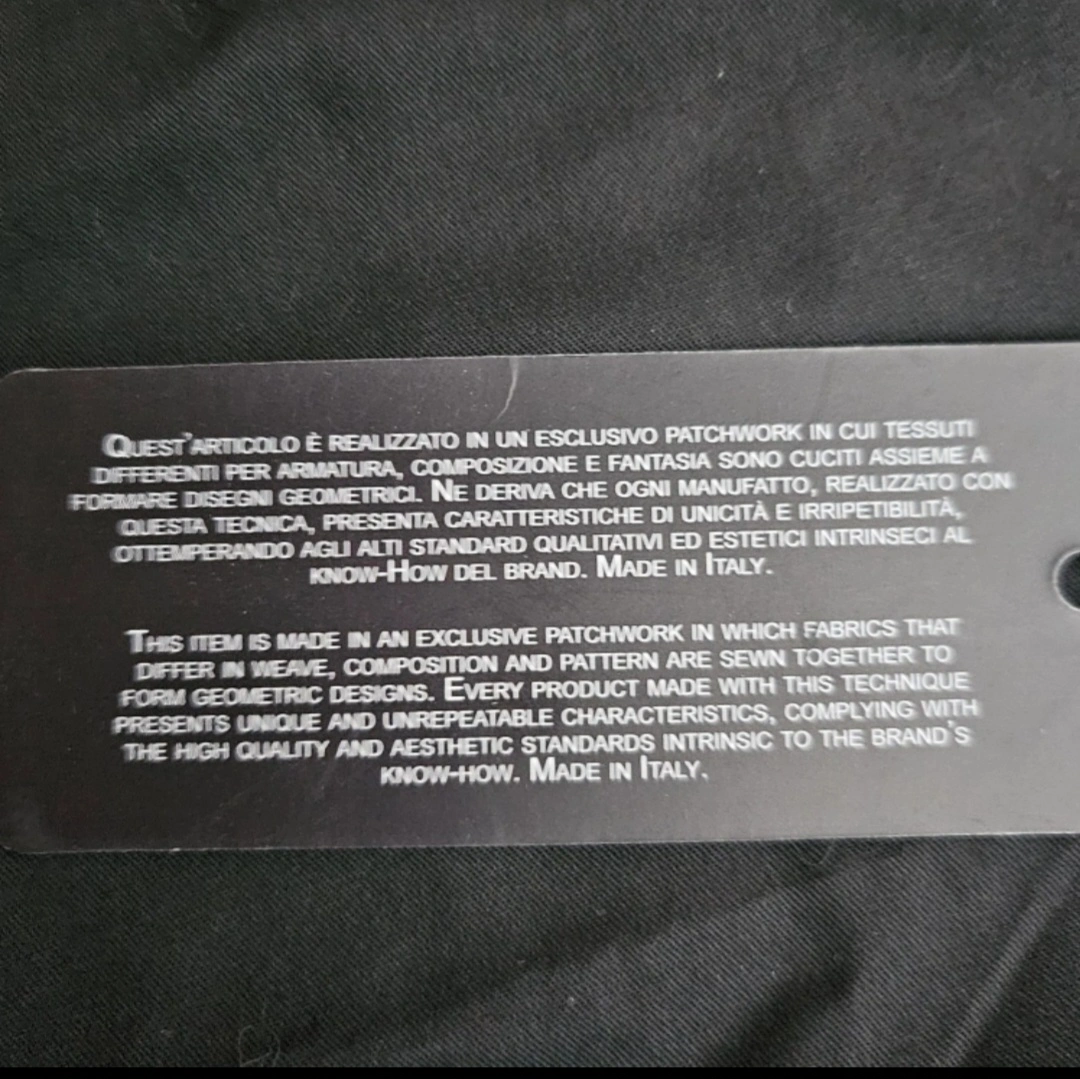 QUEST'ARTICOLO È REALIZZATO IN UN ESCLUSIVO PATCHWORK IN CUI TESSUTI
DIFFERENTI PER ARMATURA, COMPOSIZIONE E FANTASIA SONO CUCITI ASSIEME A
FORMARE DISEGNI GEOMETRICI. NE DERIVA CHE OGNI MANUFATTO, REALIZZATO CON
QUESTA TECNICA, PRESENTA CARATTERISTICHE DI UNICITÀ E IRRIPETIBILITÀ,
OTTEMPERANDO AGLI ALTI STANDARD QUALITATIVI ED ESTETICI INTRINSECI AL
KNOW-HOW DEL BRAND. MADE IN ITALY.
THIS ITEM IS MADE IN AN EXCLUSIVE PATCHWORK IN WHICH FABRICS THAT
DIFFER IN WEAVE, COMPOSITION AND PATTERN ARE SEWN TOGETHER TO
FORM GEOMETRIC DESIGNS. EVERY PRODUCT MADE WITH THIS TECHNIQUE
PRESENTS UNIQUE AND UNREPEATABLE CHARACTERISTICS, COMPLYING WITH
THE HIGH QUALITY AND AESTHETIC STANDARDS INTRINSIC TO THE BRAND'S
KNOW-HOW. MADE IN ITALY.